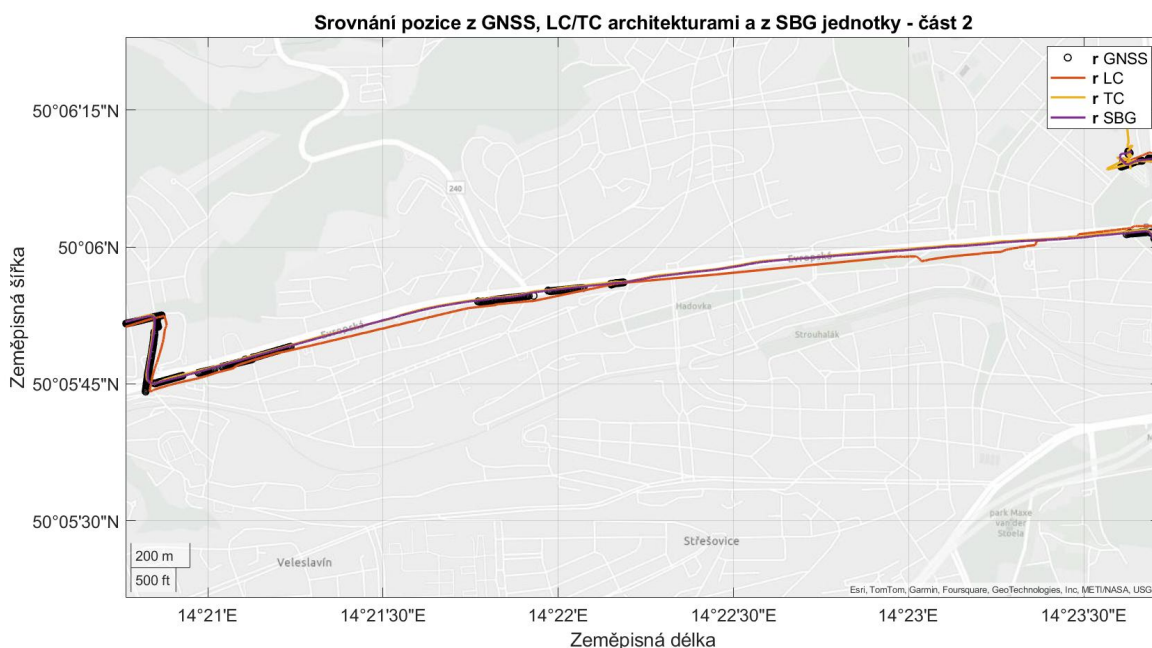 Srovnání pozice z GNSS, LC/TC architekturami a z SBG jednotky - část 2
r GNSS
r LC
r TC
r SBG
50°06'15"N
240
50°06'N
Evropská
Hadovka
Evropská
Strouhalák
Zeměpisná šířka
50°05'45"N
50°05'30"N
park Maxe
van der
Stoela
Střešovice
Veleslavín
200 m
500 ft
Esri, TomTom, Garmin, Foursquare, GeoTechnologies, Inc, METI/NASA, USG
14°21'E
14°21'30"E
14°22'E
14°22'30"E
14°23'E
14°23'30"E
Zeměpisná délka